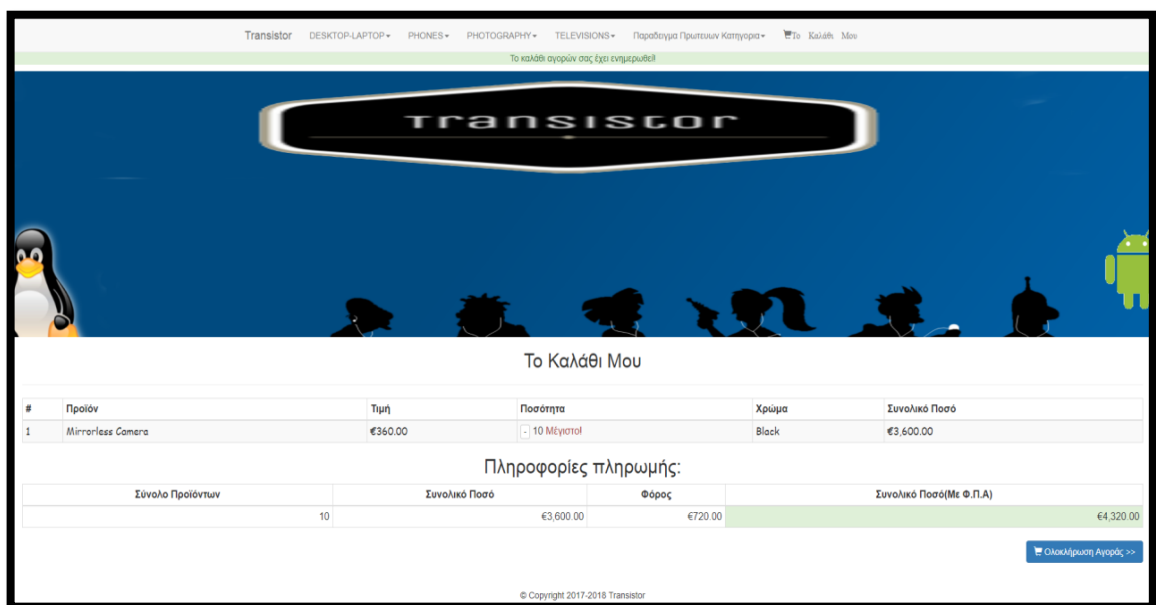 Transistor DESKTOP-LAPTOP PHONES PHOTOGRAPHY TELEVISIONS Παραδειγμα Πρωτευων Κατηγορια Το Καλάθι Μου
Το καλάθι αγορών σας έχει ενημερωθεί!
Transistor
Το Καλάθι Μου
# Προϊόν Τιμή Ποσότητα Χρώμα Συνολικό Ποσό
1 Mirrorless Camera €360.00 - 10 Μέγιστο! Black €3,600.00
Πληροφορίες πληρωμής:
Σύνολο Προϊόντων Συνολικό Ποσό Φόρος Συνολικό Ποσό(Με Φ.Π.Α)
10 €3,600.00 €720.00 €4,320.00
Ολοκλήρωση Αγοράς >>
© Copyright 2017-2018 Transistor